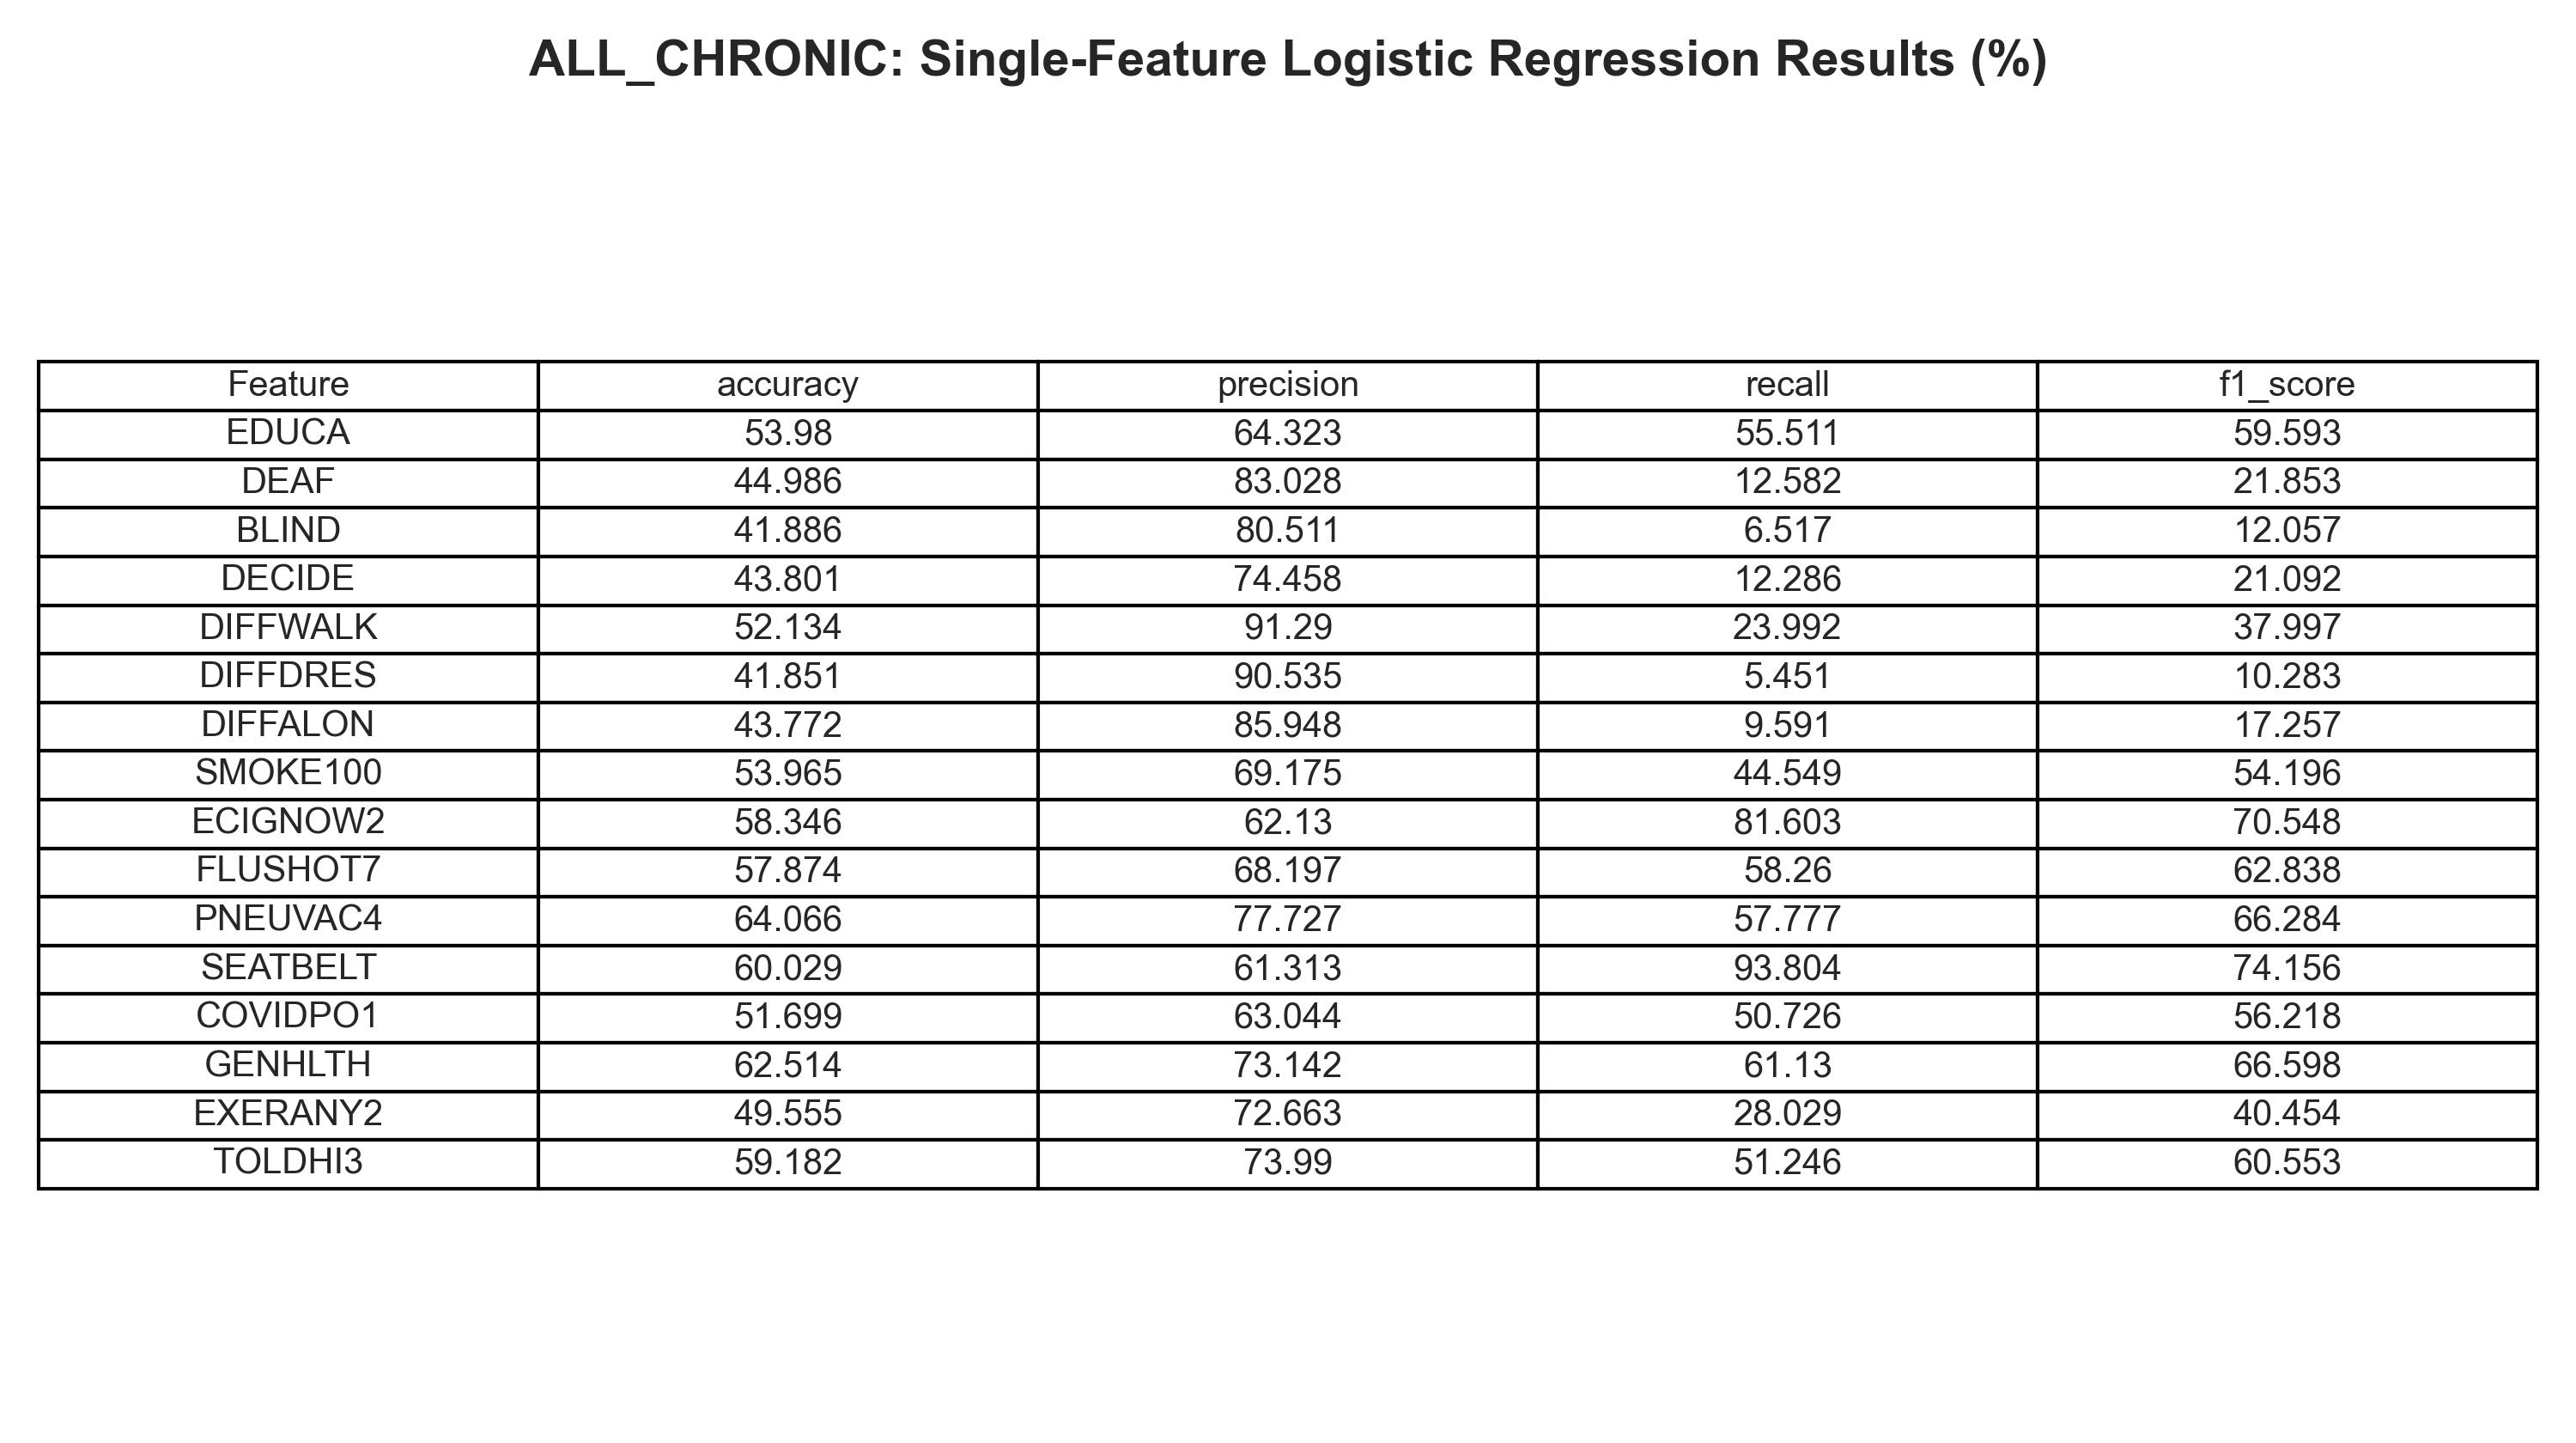 ALL_CHRONIC: Single-Feature Logistic Regression Results (%)
Feature accuracy precision recall f1_score
EDUCA 53.98 64.323 55.511 59.593
DEAF 44.986 83.028 12.582 21.853
BLIND 41.886 80.511 6.517 12.057
DECIDE 43.801 74.458 12.286 21.092
DIFFWALK 52.134 91.29 23.992 37.997
DIFFDRES 41.851 90.535 5.451 10.283
DIFFALON 43.772 85.948 9.591 17.257
SMOKE100 53.965 69.175 44.549 54.196
ECIGNOW2 58.346 62.13 81.603 70.548
FLUSHOT7 57.874 68.197 58.26 62.838
PNEUVAC4 64.066 77.727 57.777 66.284
SEATBELT 60.029 61.313 93.804 74.156
COVIDPO1 51.699 63.044 50.726 56.218
GENHLTH 62.514 73.142 61.13 66.598
EXERANY2 49.555 72.663 28.029 40.454
TOLDHI3 59.182 73.99 51.246 60.553